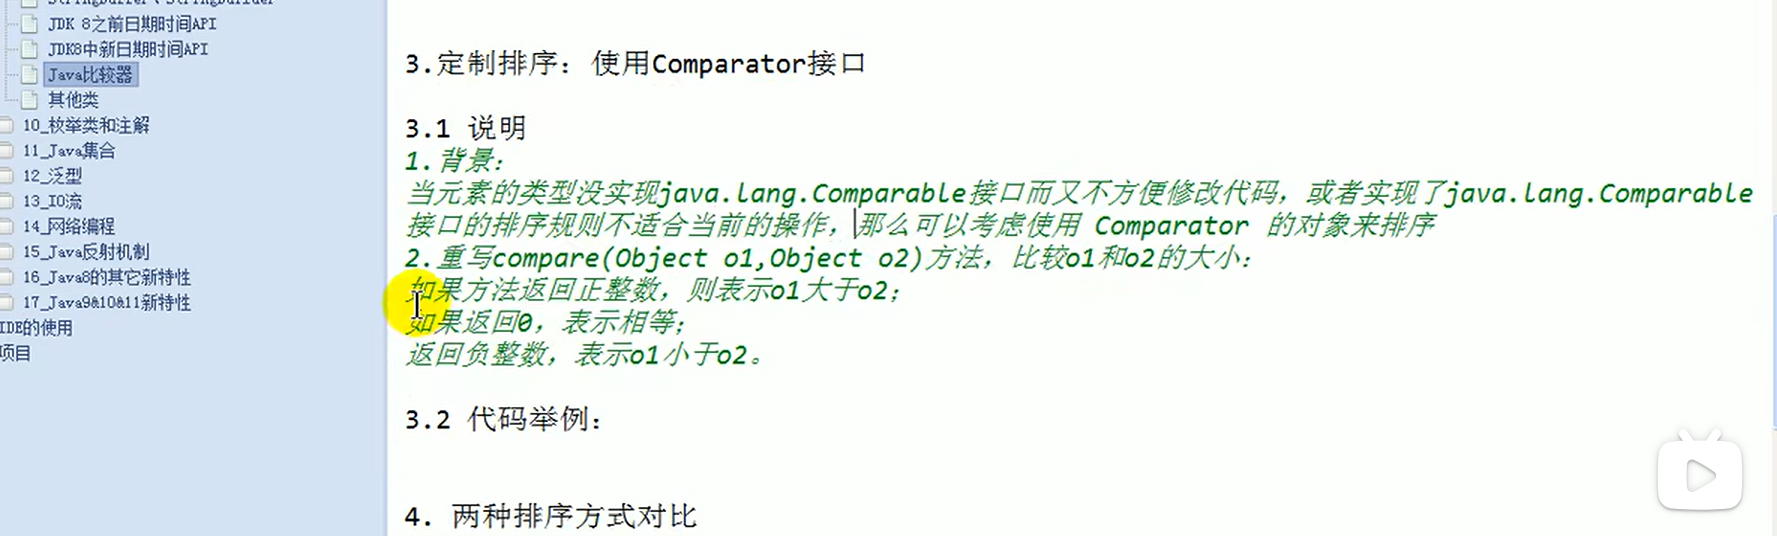 JDK 8之前日期时间API
JDK8中新日期时间API
Java比较器
其他类
10_枚举类和注解
11_Java集合
12_泛型
13_IO流
14_网络编程
15_Java反射机制
16_Java8的其它新特性
17_Java9&10&11新特性
IDE的使用
项目
3.定制排序：使用Comparator接口
3.1 说明
1.背景：
当元素的类型没实现java.lang.Comparable接口而又不方便修改代码，或者实现了java.lang.Comparable
接口的排序规则不适合当前的操作，那么可以考虑使用 Comparator 的对象来排序
2.重写compare(Object o1,Object o2)方法，比较o1和o2的大小：
如果方法返回正整数，则表示o1大于o2；
如果返回0，表示相等；
返回负整数，表示o1小于o2。
3.2 代码举例：
4. 两种排序方式对比